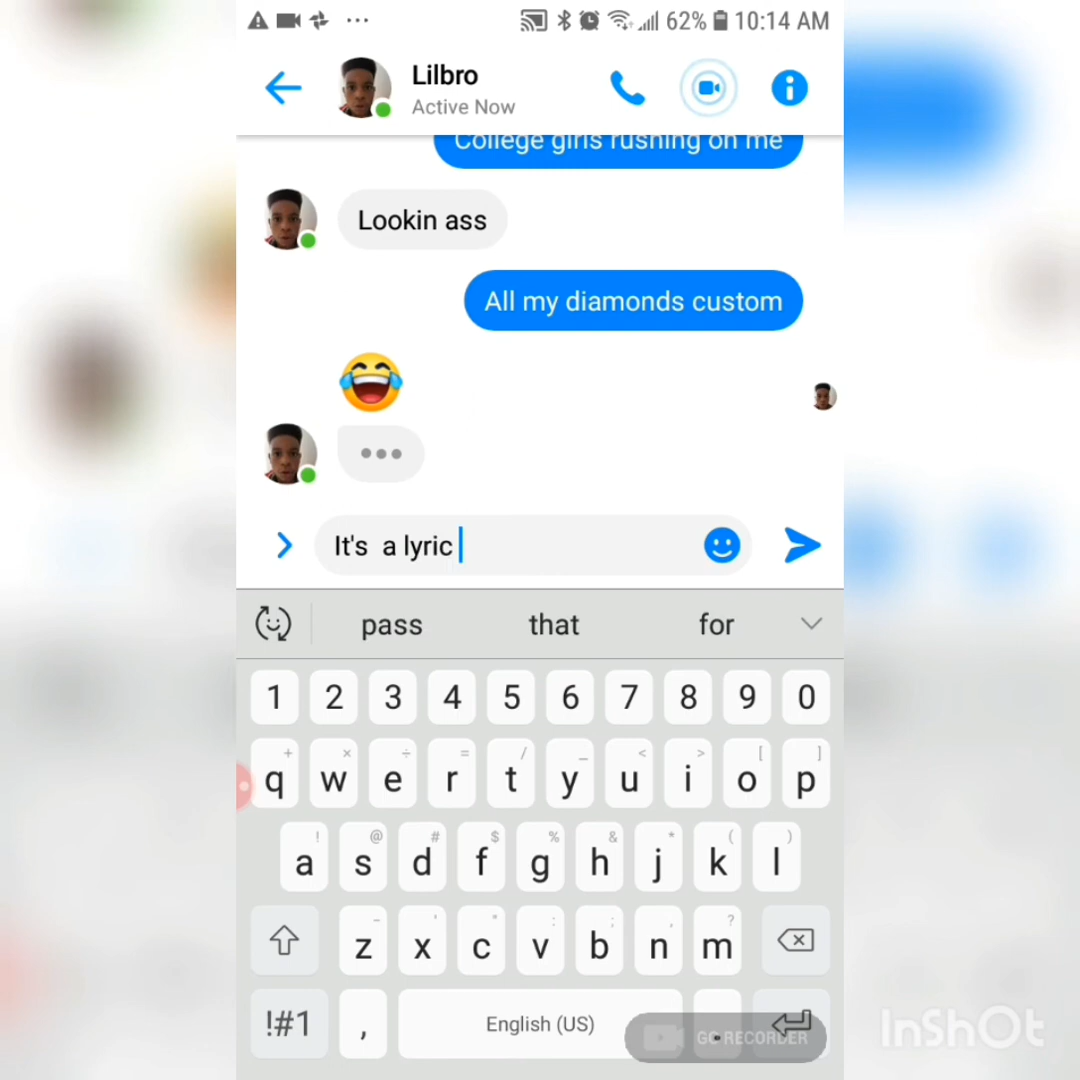 62% 10:14 AM
Lilbro
Active Now
College girls rushing on me
Lookin ass
All my diamonds custom
It's  a lyric
pass that for
1 2 3 4 5 6 7 8 9 0
+ × ÷ = / _ < > [ ]
q w e r t y u i o p
! @ # $ % & * ( )
a s d f g h j k l
- ' " : ; , ?
z x c v b n m
!#1 , English (US) .
GO RECORDER
InShOt